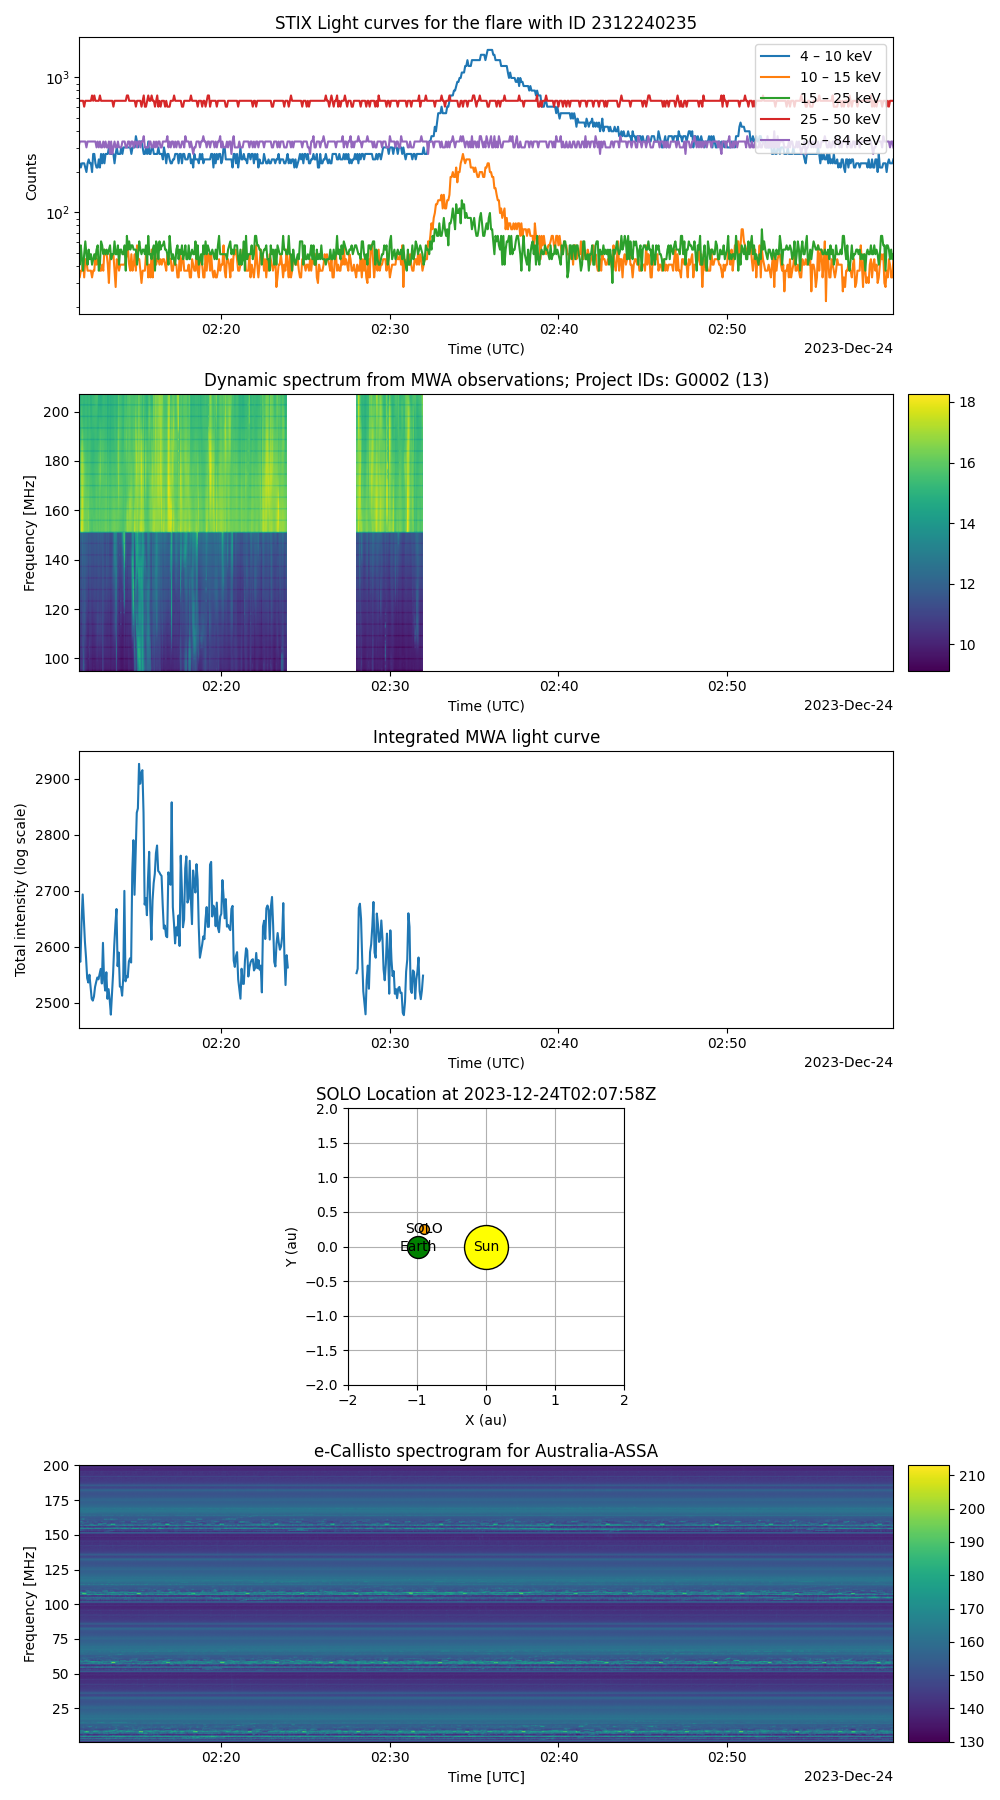 STIX Light curves for the flare with ID 2312240235
10³
10²
Counts
4 – 10 keV
10 – 15 keV
15 – 25 keV
25 – 50 keV
50 – 84 keV
02:20 02:30 02:40 02:50
Time (UTC)
2023-Dec-24
Dynamic spectrum from MWA observations; Project IDs: G0002 (13)
200
180
160
140
120
100
Frequency [MHz]
18
16
14
12
10
02:20 02:30 02:40 02:50
Time (UTC)
2023-Dec-24
Integrated MWA light curve
2900
2800
2700
2600
2500
Total intensity (log scale)
02:20 02:30 02:40 02:50
Time (UTC)
2023-Dec-24
SOLO Location at 2023-12-24T02:07:58Z
2.0
1.5
1.0
0.5
0.0
−0.5
−1.0
−1.5
−2.0
Y (au)
SOLO
Earth
Sun
−2 −1 0 1 2
X (au)
e-Callisto spectrogram for Australia-ASSA
200
175
150
125
100
75
50
25
Frequency [MHz]
210
200
190
180
170
160
150
140
130
02:20 02:30 02:40 02:50
Time [UTC]
2023-Dec-24